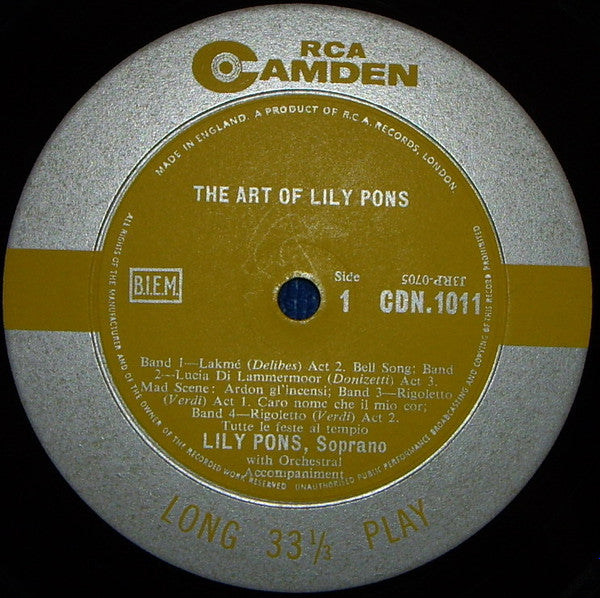 RCA
CAMDEN
MADE IN ENGLAND. A PRODUCT OF R.C.A. RECORDS, LONDON.
THE ART OF LILY PONS
B.I.E.M.
Side
1
J3RP-0705
CDN.1011
Band 1—Lakmé (Delibes) Act 2. Bell Song; Band
2—Lucia Di Lammermoor (Donizetti) Act 3.
Mad Scene: Ardon gl'incensi; Band 3—Rigoletto
(Verdi) Act 1. Caro nome che il mio cor;
Band 4—Rigoletto (Verdi) Act 2.
Tutte le feste al tempio
LILY PONS, Soprano
with Orchestral
Accompaniment
ALL RIGHTS OF THE MANUFACTURER AND OF THE OWNER OF THE RECORDED WORK RESERVED UNAUTHORISED PUBLIC PERFORMANCE BROADCASTING AND COPYING OF THIS RECORD PROHIBITED
LONG 33⅓ PLAY